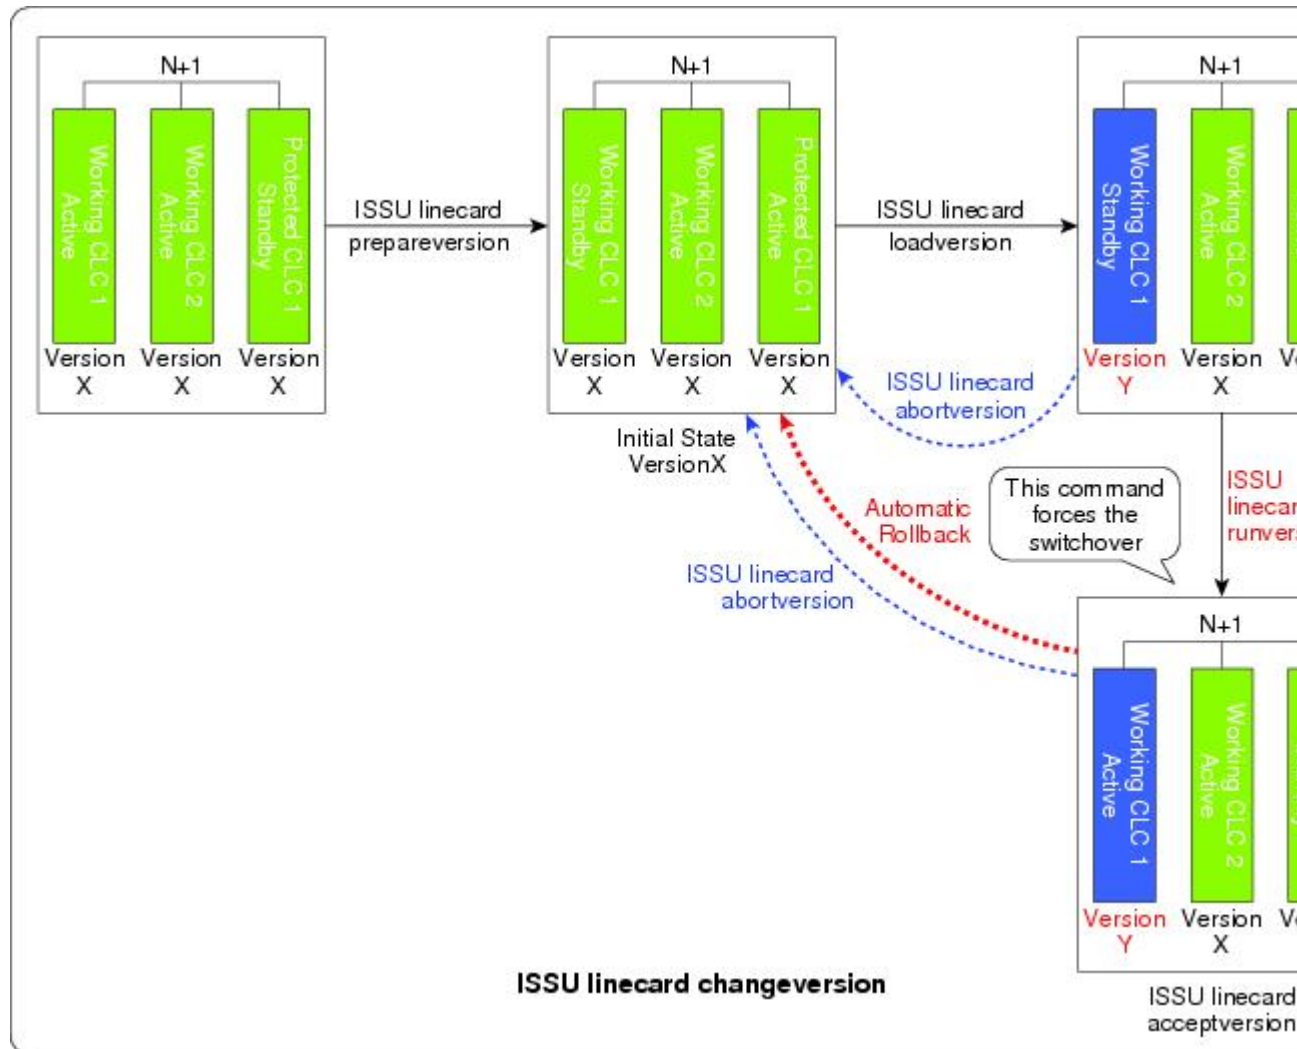 N+1
Working CLC 1
Active
Working CLC 2
Active
Protected CLC 1
Standby
Version
X
Version
X
Version
X
ISSU linecard
prepareversion
N+1
Working CLC 1
Standby
Working CLC 2
Active
Protected CLC 1
Active
Version
X
Version
X
Version
X
Initial State
VersionX
ISSU linecard
loadversion
N+1
Working CLC 1
Standby
Working CLC 2
Active
Version
Y
Version
X
ISSU linecard
abortversion
This command
forces the
switchover
ISSU
Automatic
Rollback
ISSU linecard
abortversion
N+1
Working CLC 1
Active
Working CLC 2
Active
Version
Y
Version
X
ISSU linecard changeversion
ISSU linecard
acceptversion